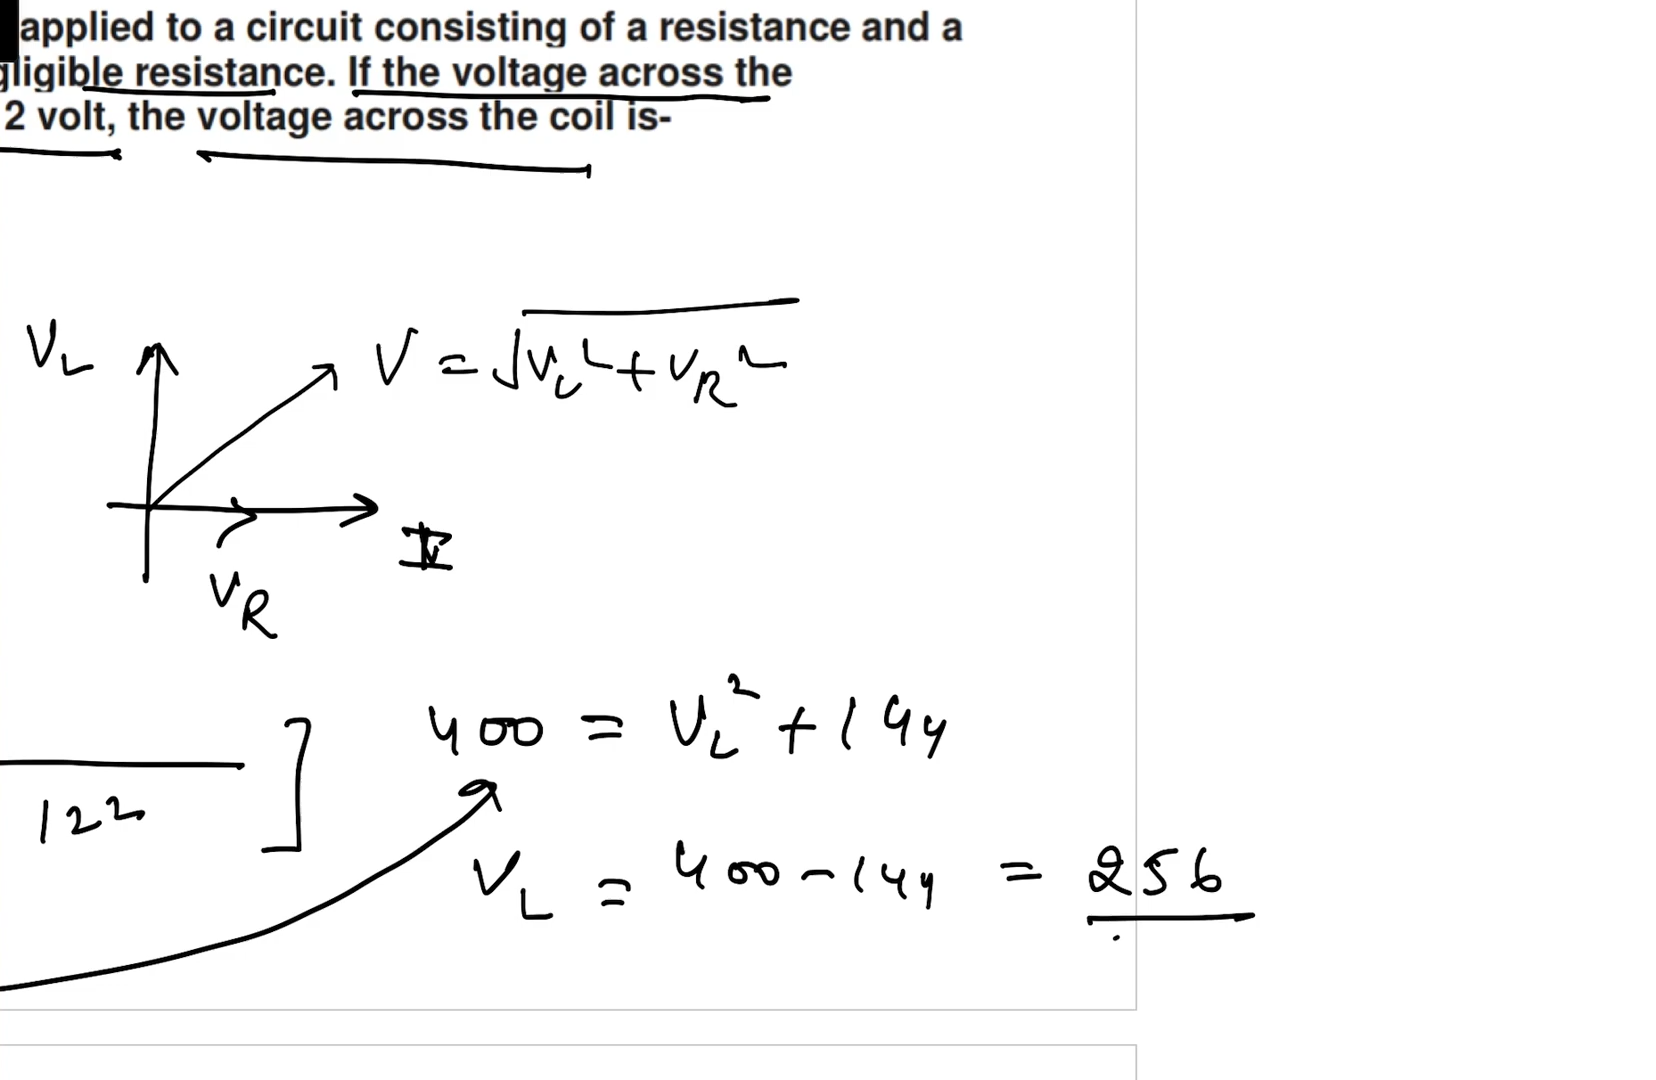 applied to a circuit consisting of a resistance and a
gligible resistance. If the voltage across the
2 volt, the voltage across the coil is-
V_L
V = √(V_L² + V_R²)
V_R
400 = V_L² + 144
12²
V_L = 400 - 144 = 256